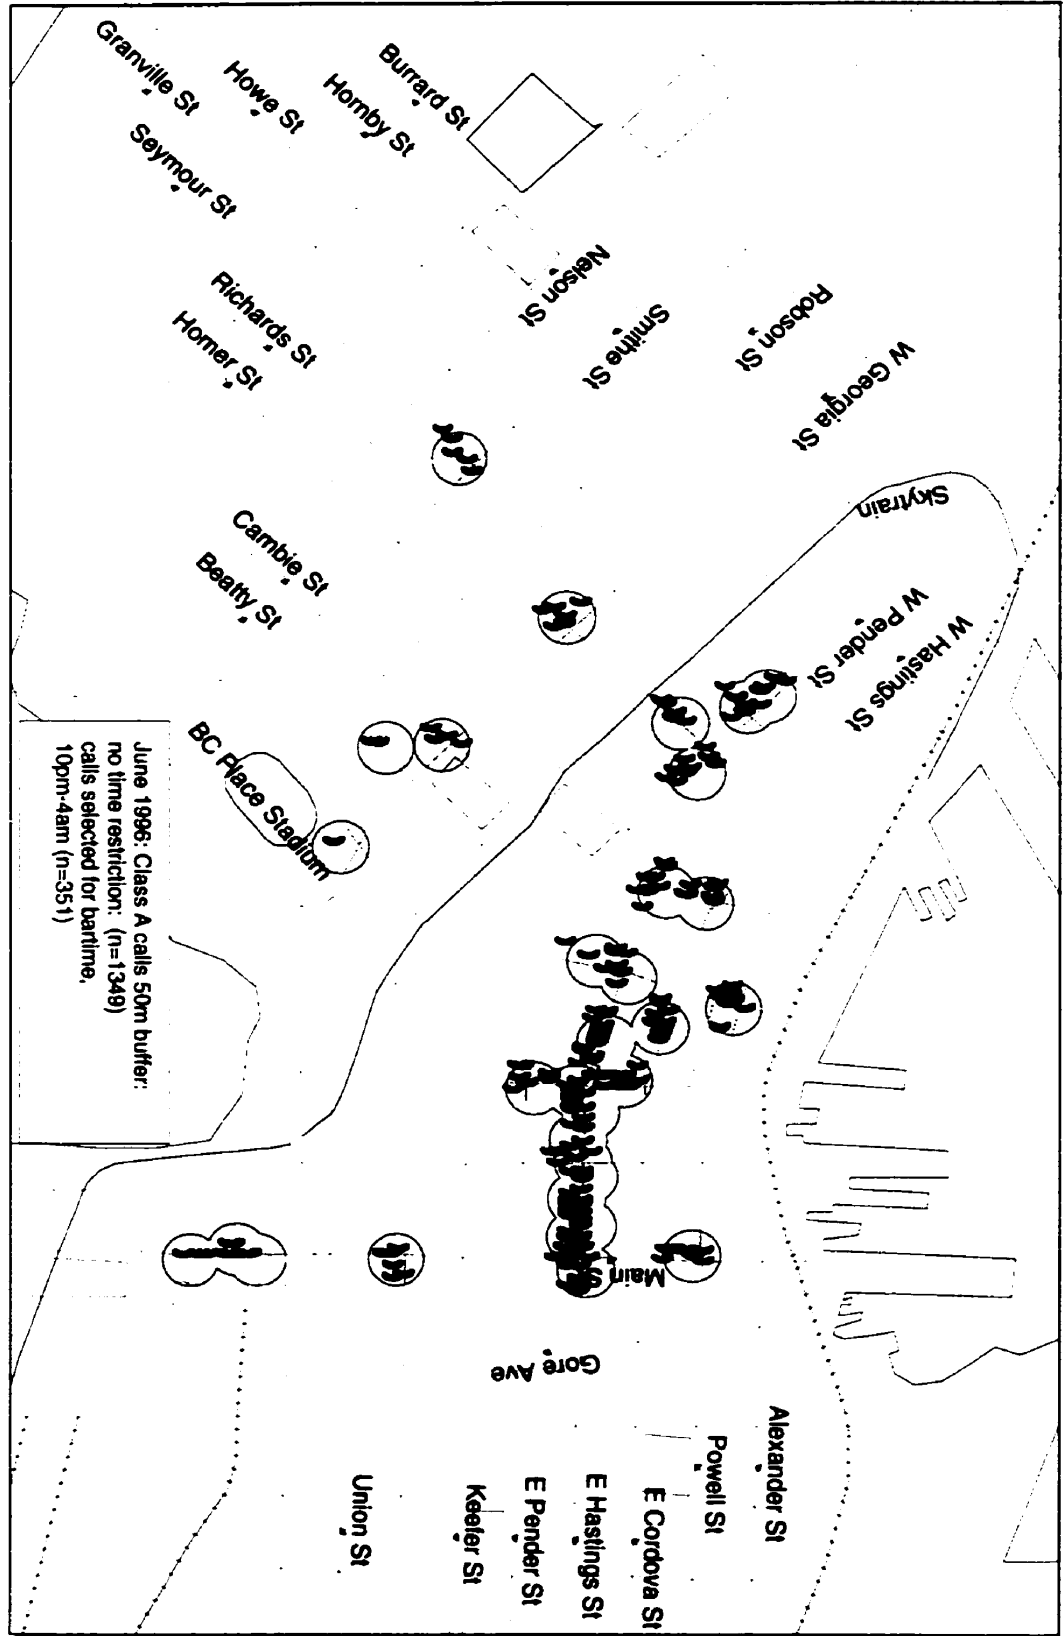 Granville St
Howe St
Hornby St
Burrard St
Seymour St
Richards St
Homer St
Nelson St
Smithe St
Robson St
W Georgia St
Skytrain
Cambie St
Beatty St
W Pender St
W Hastings St
BC Place Stadium
Main St
Gore Ave
Alexander St
Powell St
E Cordova St
E Hastings St
E Pender St
Keefer St
Union St
June 1996: Class A calls 50m buffer:
no time restriction: (n=1349)
calls selected for bartime,
10pm-4am (n=351)